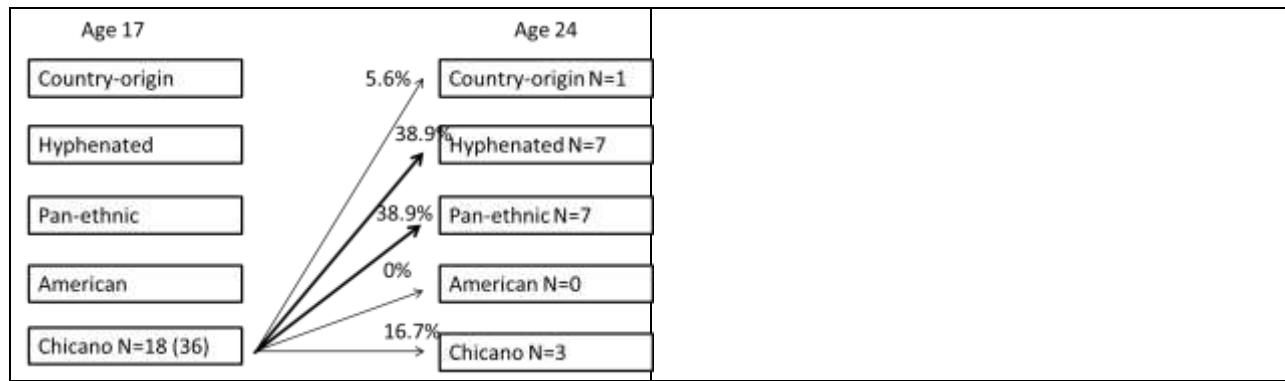 Age 17
Age 24
Country-origin
5.6%
Country-origin N=1
Hyphenated
38.9%
Hyphenated N=7
Pan-ethnic
38.9%
Pan-ethnic N=7
American
0%
American N=0
Chicano N=18 (36)
16.7%
Chicano N=3